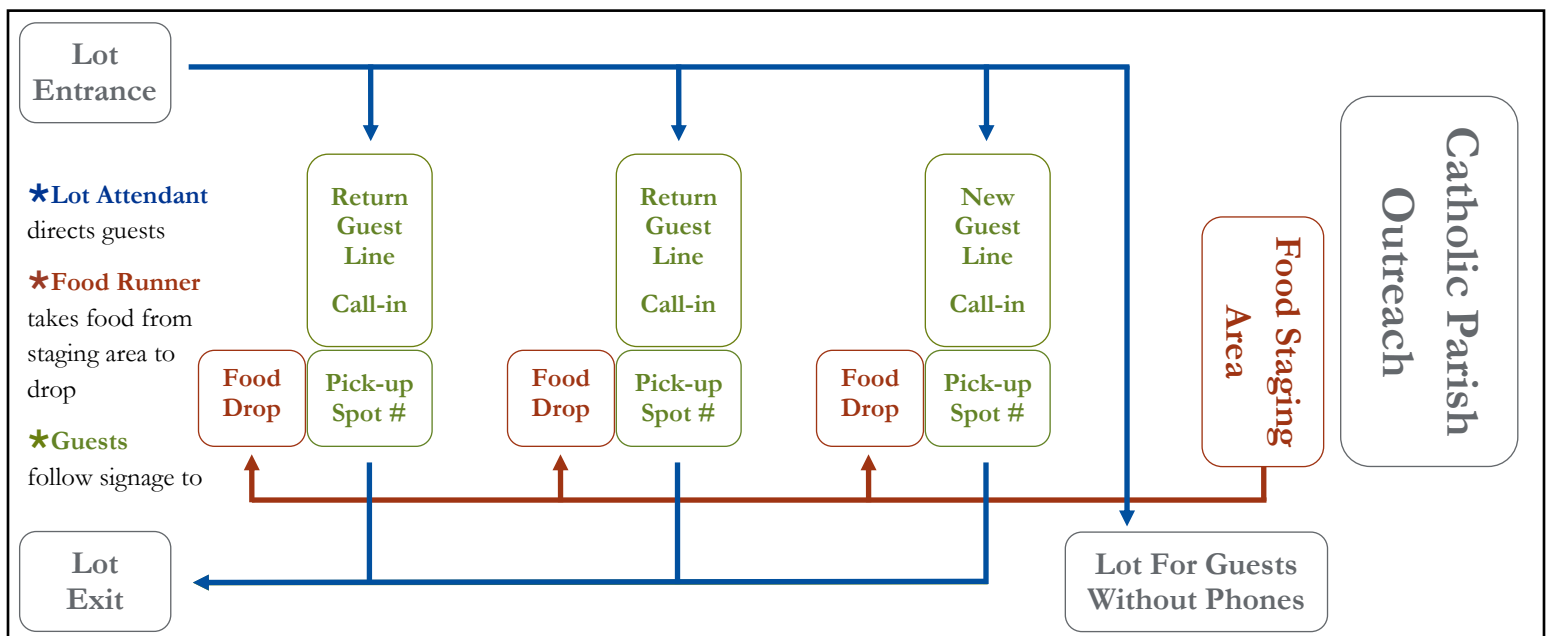 Lot
Entrance
*Lot Attendant
directs guests
*Food Runner
takes food from
staging area to
drop
*Guests
follow signage to
Lot
Exit
Return
Guest
Line
Call-in
Food
Drop
Pick-up
Spot #
Return
Guest
Line
Call-in
Food
Drop
Pick-up
Spot #
New
Guest
Line
Call-in
Food
Drop
Pick-up
Spot #
Food Staging
Area
Catholic Parish
Outreach
Lot For Guests
Without Phones